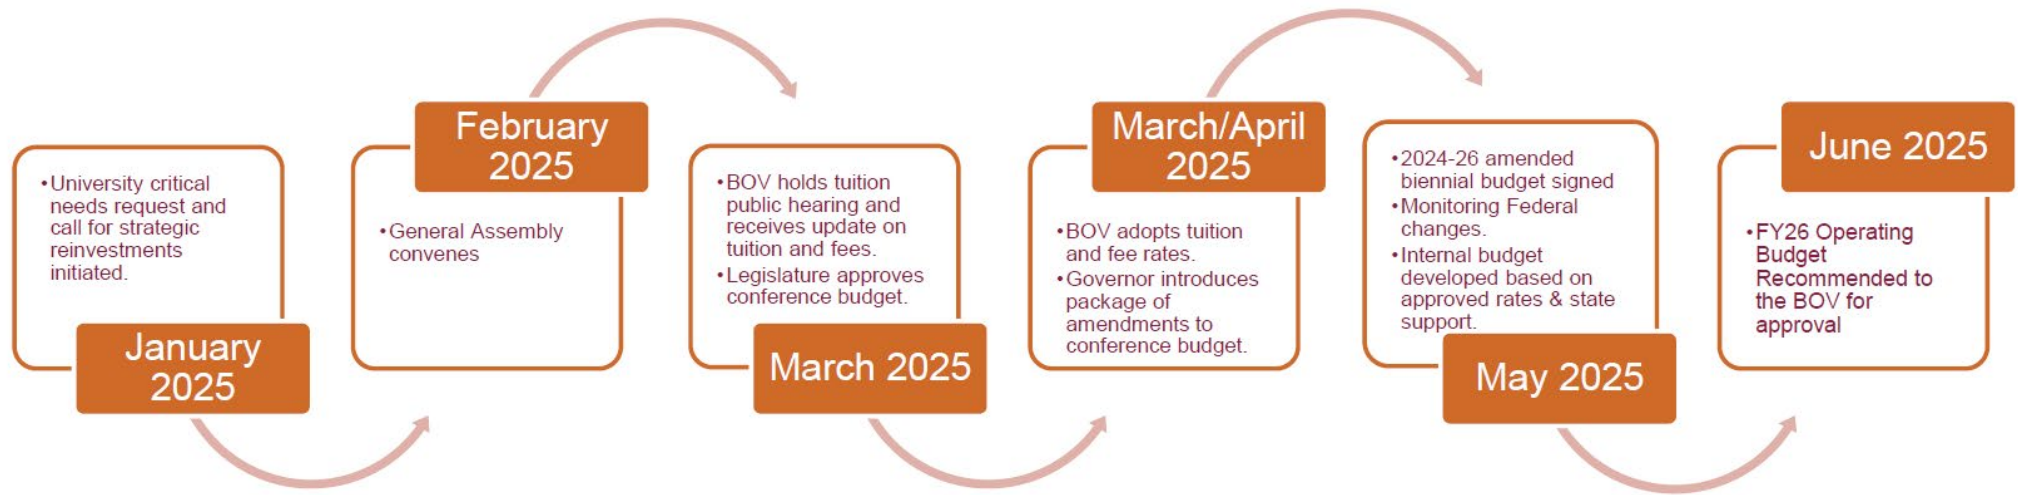 •University critical
needs request and
call for strategic
reinvestments
initiated.
January
2025
February
2025
•General Assembly
convenes
•BOV holds tuition
public hearing and
receives update on
tuition and fees.
•Legislature approves
conference budget.
March 2025
March/April
2025
•BOV adopts tuition
and fee rates.
•Governor introduces
package of
amendments to
conference budget.
•2024-26 amended
biennial budget signed
•Monitoring Federal
changes.
•Internal budget
developed based on
approved rates & state
support.
May 2025
June 2025
•FY26 Operating
Budget
Recommended to
the BOV for
approval